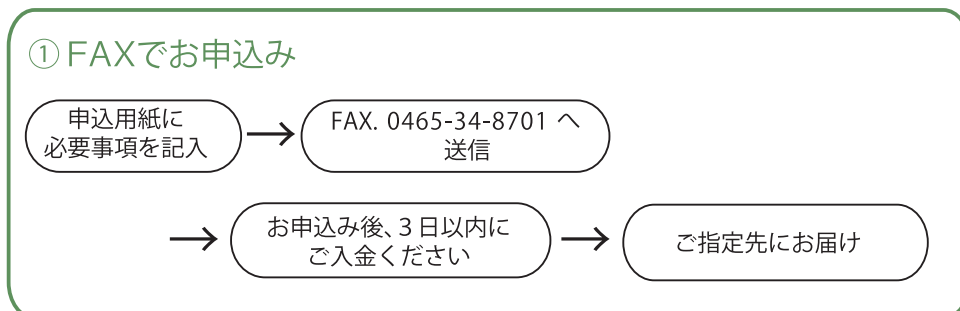 ① FAXでお申込み
申込用紙に
必要事項を記入
FAX. 0465-34-8701 へ
送信
お申込み後、3日以内に
ご入金ください
ご指定先にお届け